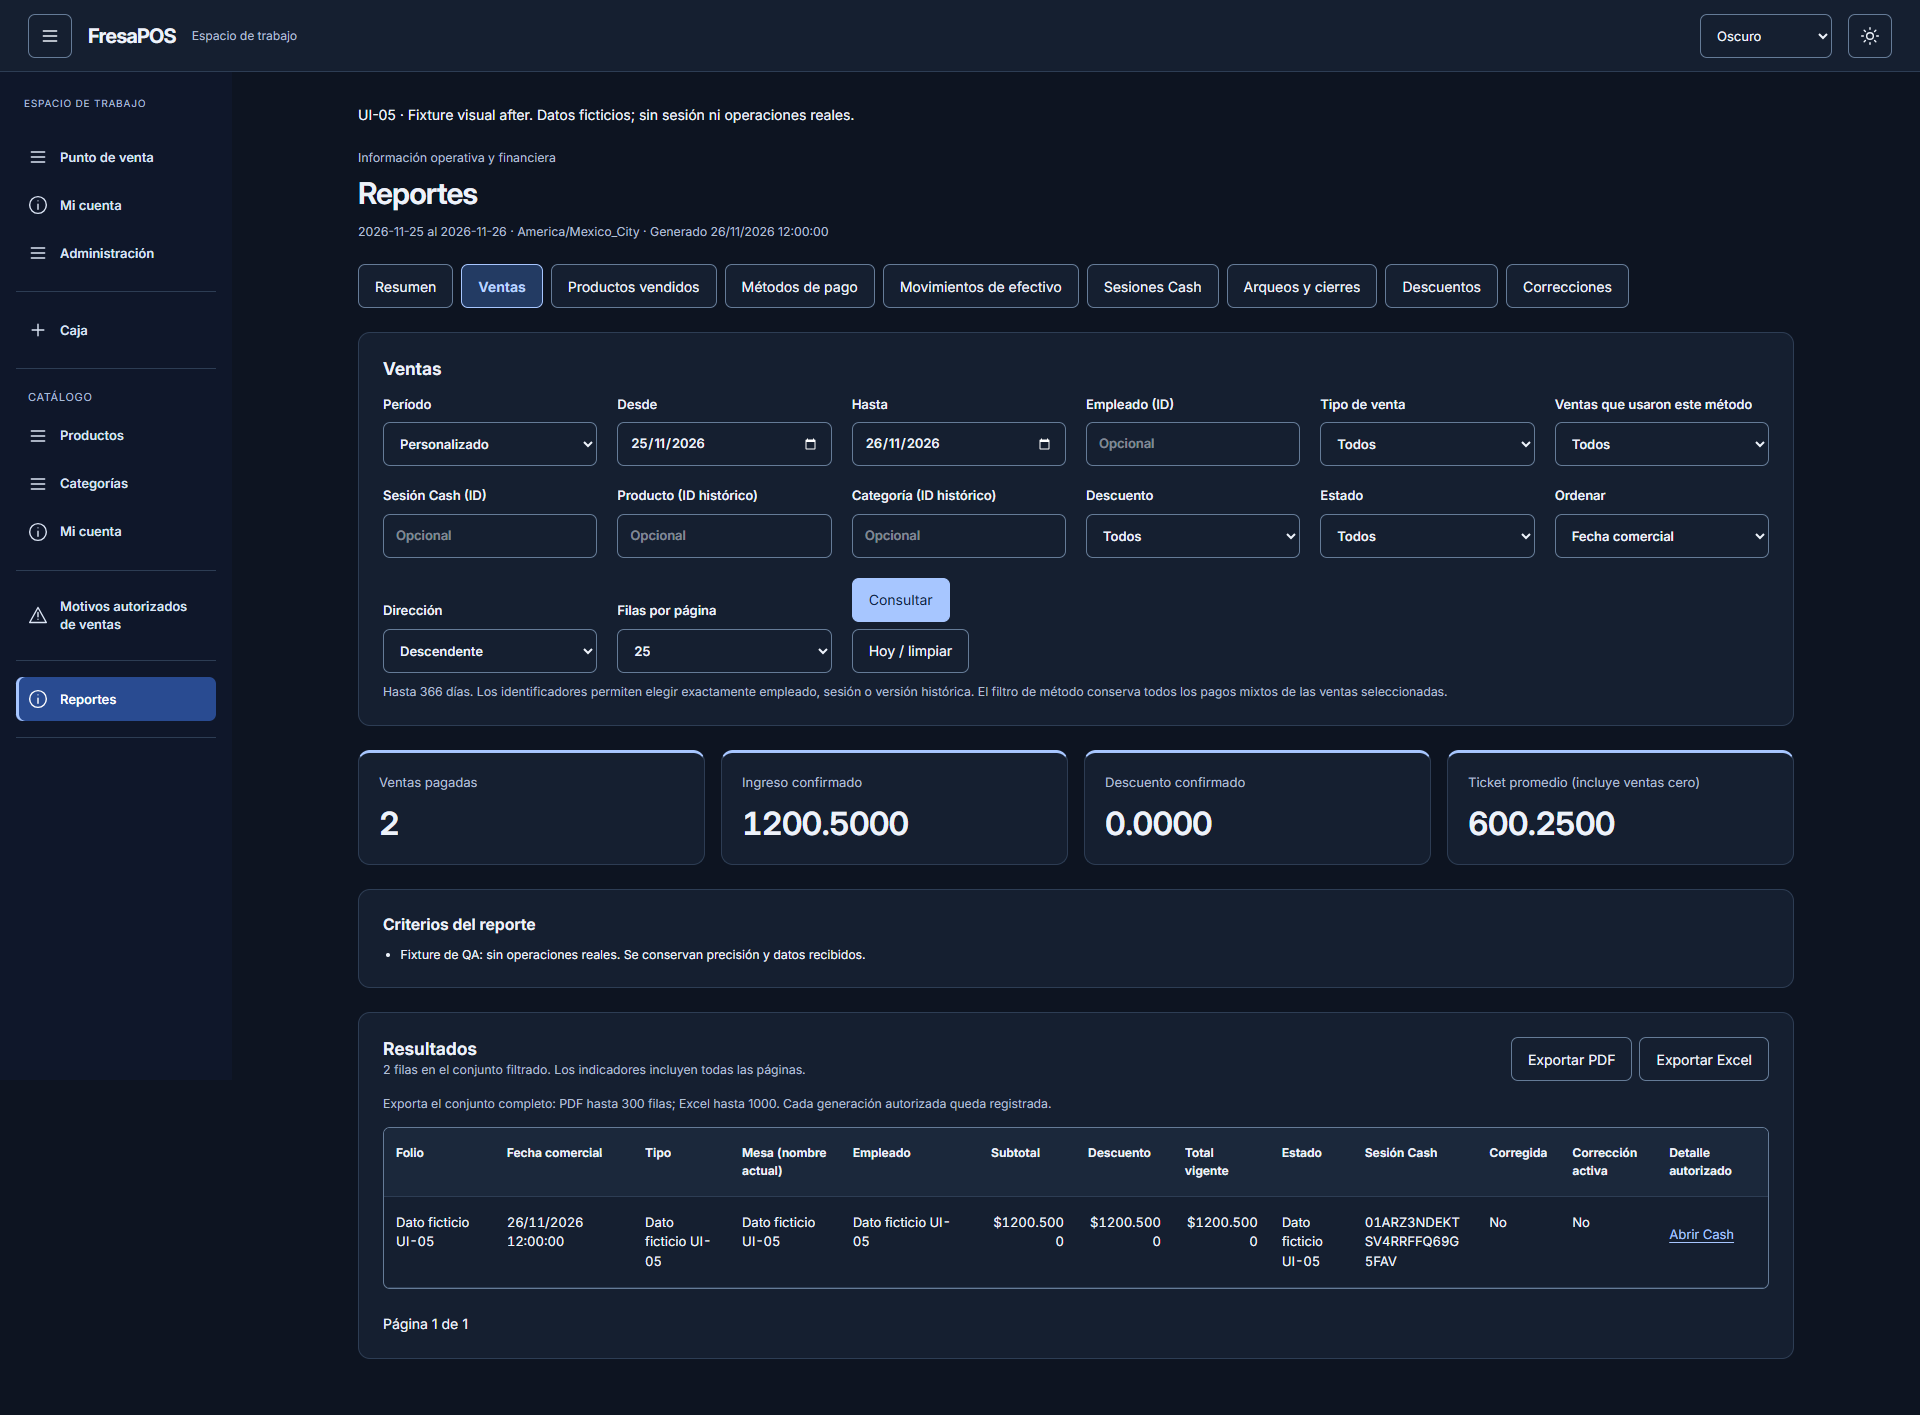 FresaPOS Espacio de trabajo Oscuro
ESPACIO DE TRABAJO
Punto de venta
Mi cuenta
Administración
Caja
CATÁLOGO
Productos
Categorías
Mi cuenta
Motivos autorizados
de ventas
Reportes
UI-05 · Fixture visual after. Datos ficticios; sin sesión ni operaciones reales.
Información operativa y financiera
Reportes
2026-11-25 al 2026-11-26 · America/Mexico_City · Generado 26/11/2026 12:00:00
Resumen Ventas Productos vendidos Métodos de pago Movimientos de efectivo Sesiones Cash Arqueos y cierres Descuentos Correcciones
Ventas
Período Desde Hasta Empleado (ID) Tipo de venta Ventas que usaron este método
Personalizado 25/11/2026 26/11/2026 Opcional Todos Todos
Sesión Cash (ID) Producto (ID histórico) Categoría (ID histórico) Descuento Estado Ordenar
Opcional Opcional Opcional Todos Todos Fecha comercial
Consultar
Dirección Filas por página
Descendente 25 Hoy / limpiar
Hasta 366 días. Los identificadores permiten elegir exactamente empleado, sesión o versión histórica. El filtro de método conserva todos los pagos mixtos de las ventas seleccionadas.
Ventas pagadas Ingreso confirmado Descuento confirmado Ticket promedio (incluye ventas cero)
2 1200.5000 0.0000 600.2500
Criterios del reporte
• Fixture de QA: sin operaciones reales. Se conservan precisión y datos recibidos.
Resultados
2 filas en el conjunto filtrado. Los indicadores incluyen todas las páginas.
Exportar PDF Exportar Excel
Exporta el conjunto completo: PDF hasta 300 filas; Excel hasta 1000. Cada generación autorizada queda registrada.
Folio Fecha comercial Tipo Mesa (nombre Empleado Subtotal Descuento Total Estado Sesión Cash Corregida Corrección Detalle
actual) vigente activa autorizado
Dato ficticio 26/11/2026 Dato Dato ficticio Dato ficticio UI- $1200.500 $1200.500 $1200.500 Dato 01ARZ3NDEKT No No
UI-05 12:00:00 ficticio UI- UI-05 05 0 0 0 ficticio SV4RRFFQ69G Abrir Cash
05 UI-05 5FAV
Página 1 de 1